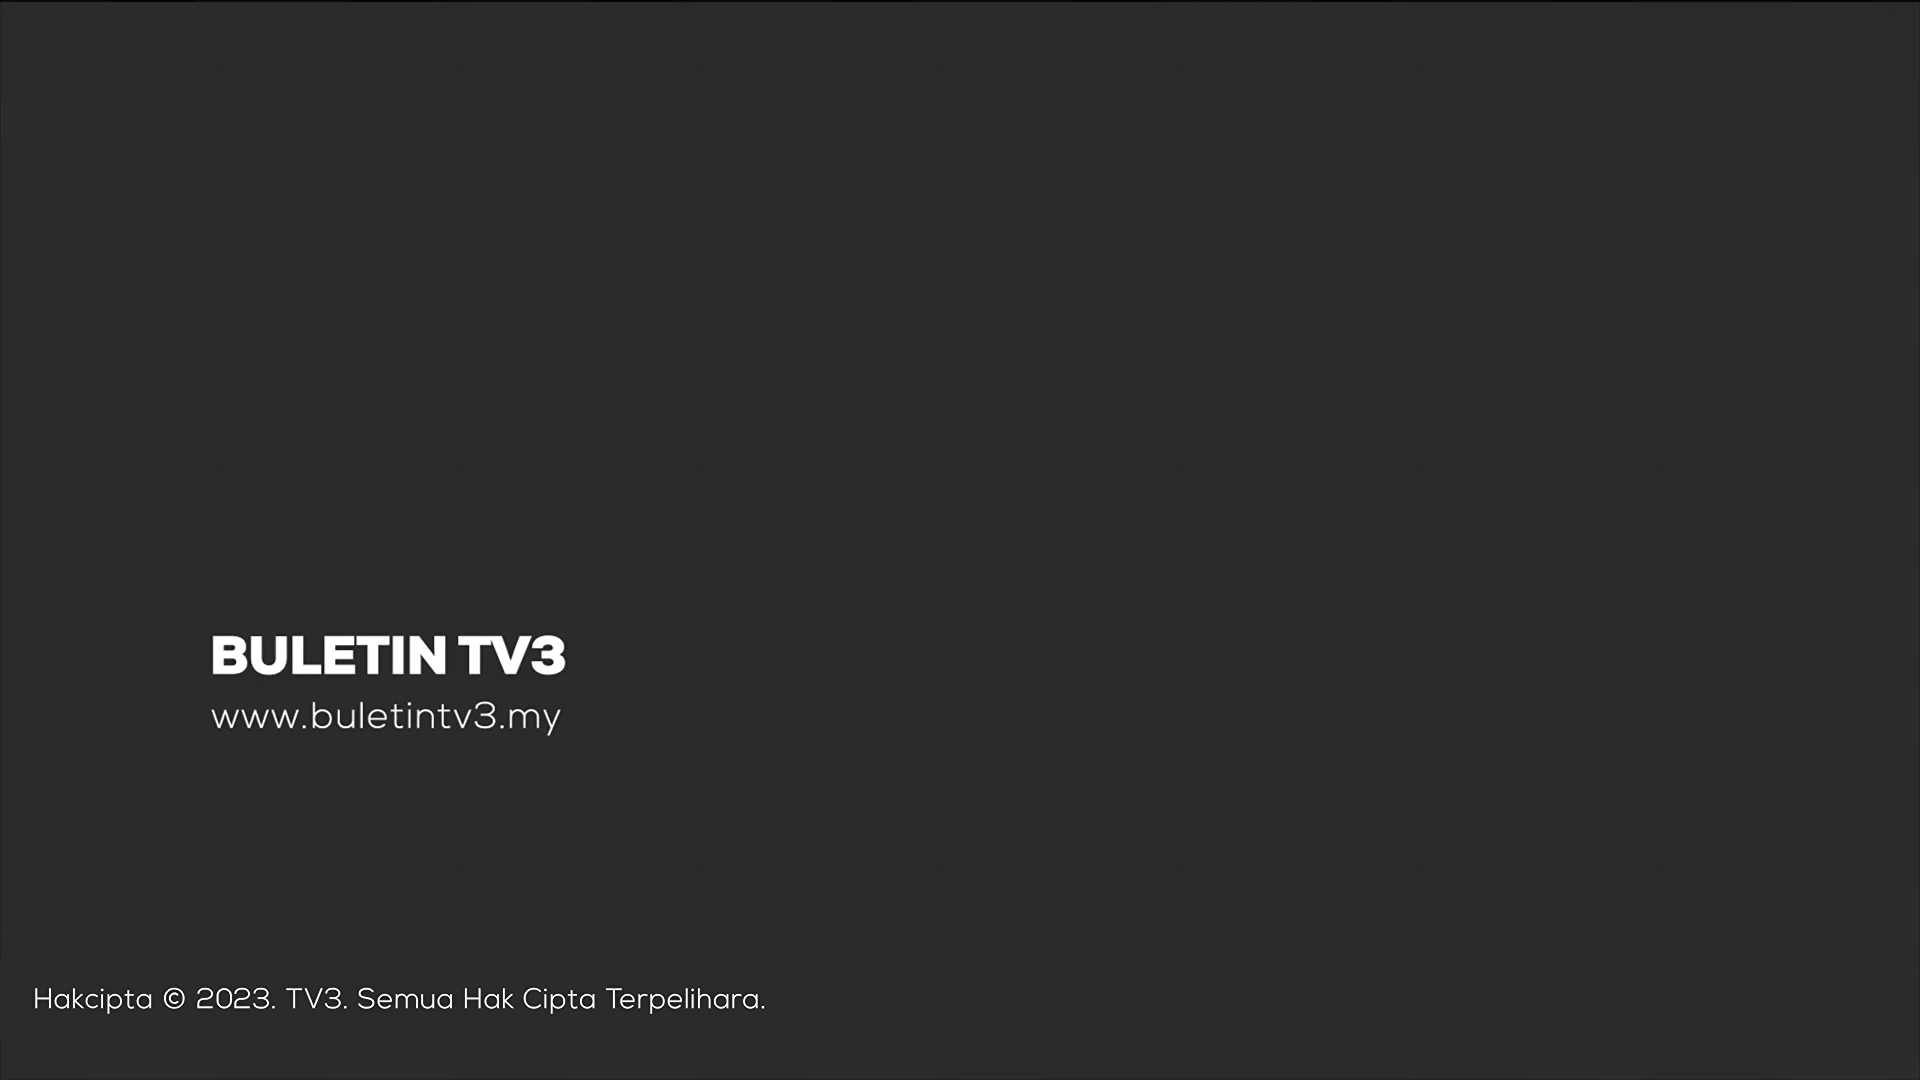 BULETIN TV3
www.buletintv3.my
Hakcipta © 2023. TV3. Semua Hak Cipta Terpelihara.